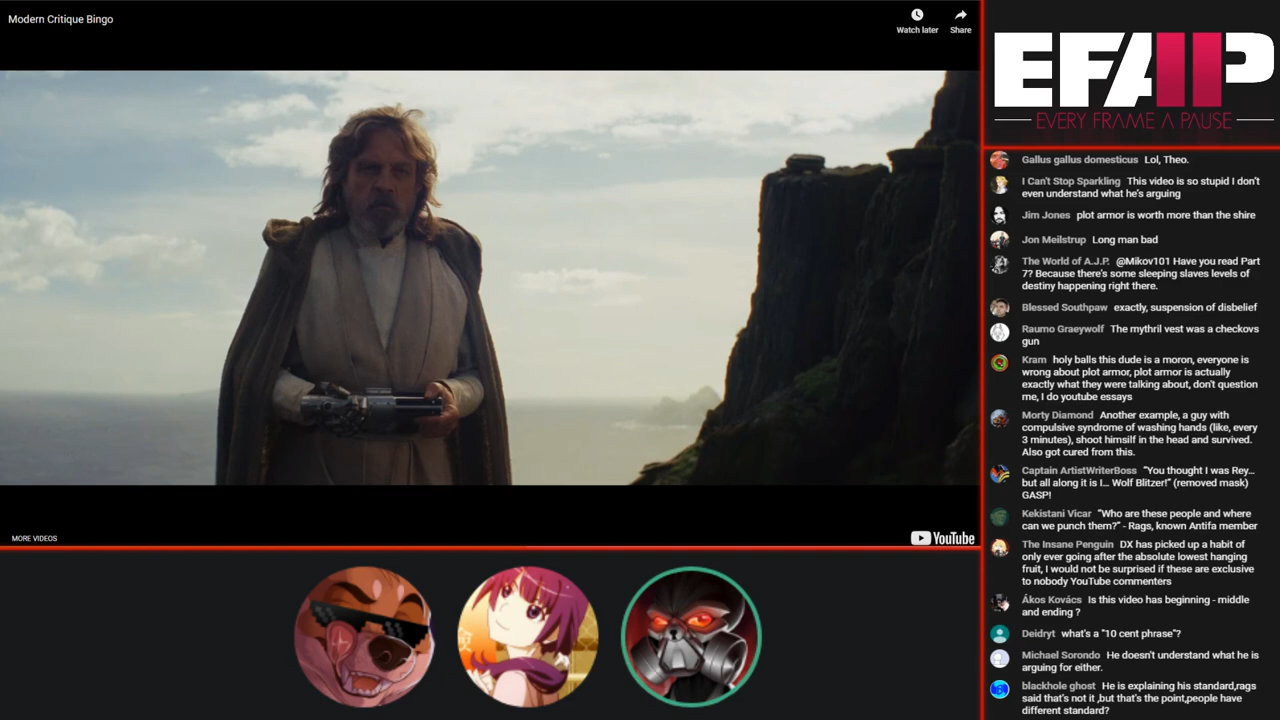 Modern Critique Bingo
Watch later
Share
MORE VIDEOS
YouTube
EFAP
EVERY FRAME A PAUSE
Gallus gallus domesticus Lol, Theo.
I Can't Stop Sparkling This video is so stupid I don't
even understand what he's arguing
Jim Jones plot armor is worth more than the shire
Jon Meilstrup Long man bad
The World of A.J.P. @Mikov101 Have you read Part
7? Because there's some sleeping slaves levels of
destiny happening right there.
Blessed Southpaw exactly, suspension of disbelief
Raumo Graeywolf The mythril vest was a checkovs
gun
Kram holy balls this dude is a moron, everyone is
wrong about plot armor, plot armor is actually
exactly what they were talking about, don't question
me, I do youtube essays
Morty Diamond Another example, a guy with
compulsive syndrome of washing hands (like, every
3 minutes), shoot himsilf in the head and survived.
Also got cured from this.
Captain ArtistWriterBoss “You thought I was Rey...
but all along it is I... Wolf Blitzer!” (removed mask)
GASP!
Kekistani Vicar “Who are these people and where
can we punch them?” - Rags, known Antifa member
The Insane Penguin DX has picked up a habit of
only ever going after the absolute lowest hanging
fruit, I would not be surprised if these are exclusive
to nobody YouTube commenters
Ákos Kovács Is this video has beginning - middle
and ending ?
Deidryt what's a "10 cent phrase"?
Michael Sorondo He doesn't understand what he is
arguing for either.
blackhole ghost He is explaining his standard,rags
said that's not it ,but that's the point,people have
different standard?